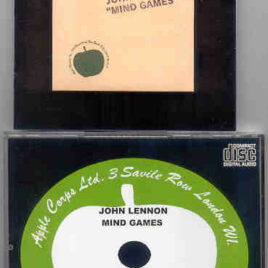 JOHN
"MIND GAMES
COMPACT
disc
DIGITAL AUDIO
Apple Corps Ltd. 3 Savile Row London W1.
JOHN LENNON
MIND GAMES